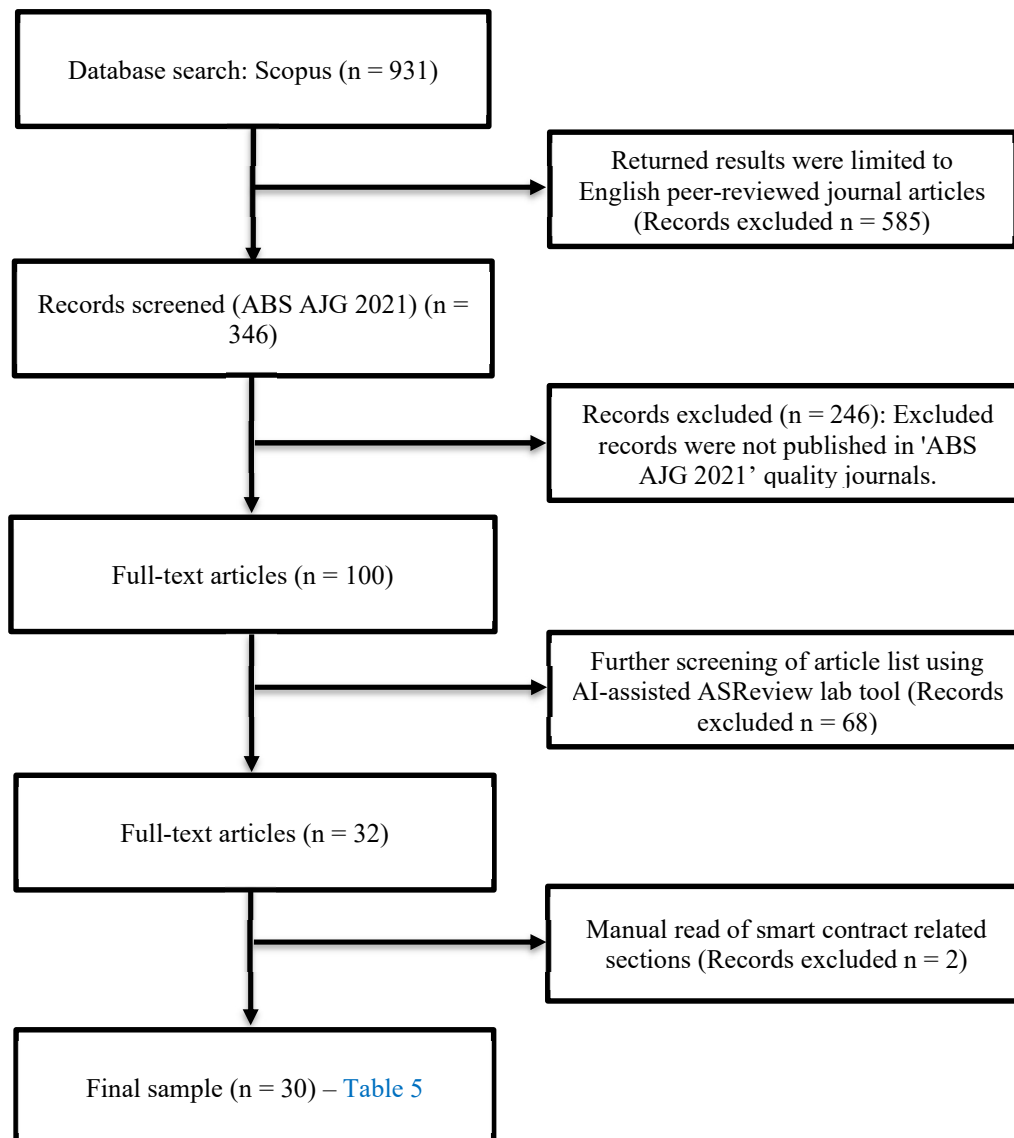 Database search: Scopus (n = 931)
Returned results were limited to
English peer-reviewed journal articles
(Records excluded n = 585)
Records screened (ABS AJG 2021) (n =
346)
Records excluded (n = 246): Excluded
records were not published in 'ABS
AJG 2021’ quality journals.
Full-text articles (n = 100)
Further screening of article list using
AI-assisted ASReview lab tool (Records
excluded n = 68)
Full-text articles (n = 32)
Manual read of smart contract related
sections (Records excluded n = 2)
Final sample (n = 30) – Table 5